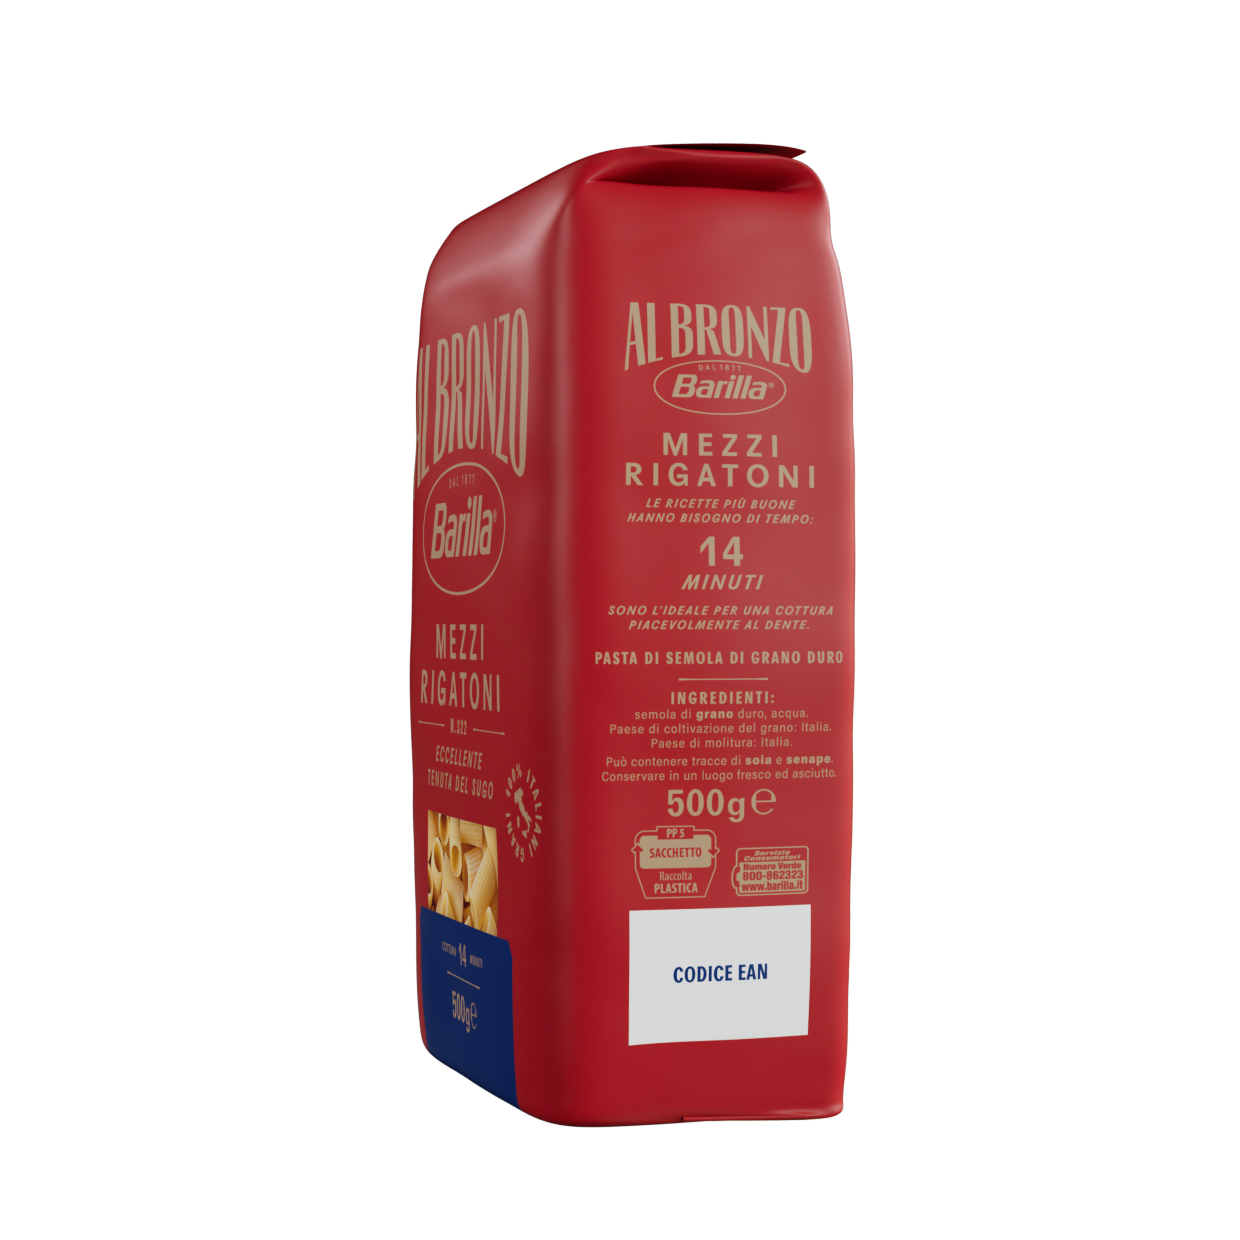 AL BRONZO
DAL 1877
Barilla®
MEZZI
RIGATONI
N.322
ECCELLENTE
TENUTA DEL SUGO
100% ITALIANI
GRANI
COTTURA 14 MINUTI
500g℮
AL BRONZO
DAL 1877
Barilla®
MEZZI
RIGATONI
LE RICETTE PIÙ BUONE
HANNO BISOGNO DI TEMPO:
14
MINUTI
SONO L'IDEALE PER UNA COTTURA
PIACEVOLMENTE AL DENTE.
PASTA DI SEMOLA DI GRANO DURO
INGREDIENTI:
semola di grano duro, acqua.
Paese di coltivazione del grano: Italia.
Paese di molitura: Italia.
Può contenere tracce di soia e senape.
Conservare in un luogo fresco ed asciutto.
500g℮
PP 5
SACCHETTO
Raccolta
PLASTICA
Servizio
Consumatori
Numero Verde
800-862323
www.barilla.it
CODICE EAN